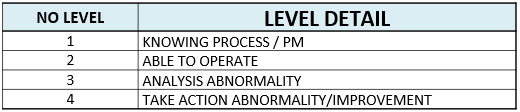 NO LEVEL LEVEL DETAIL
1 KNOWING PROCESS / PM
2 ABLE TO OPERATE
3 ANALYSIS ABNORMALITY
4 TAKE ACTION ABNORMALITY/IMPROVEMENT